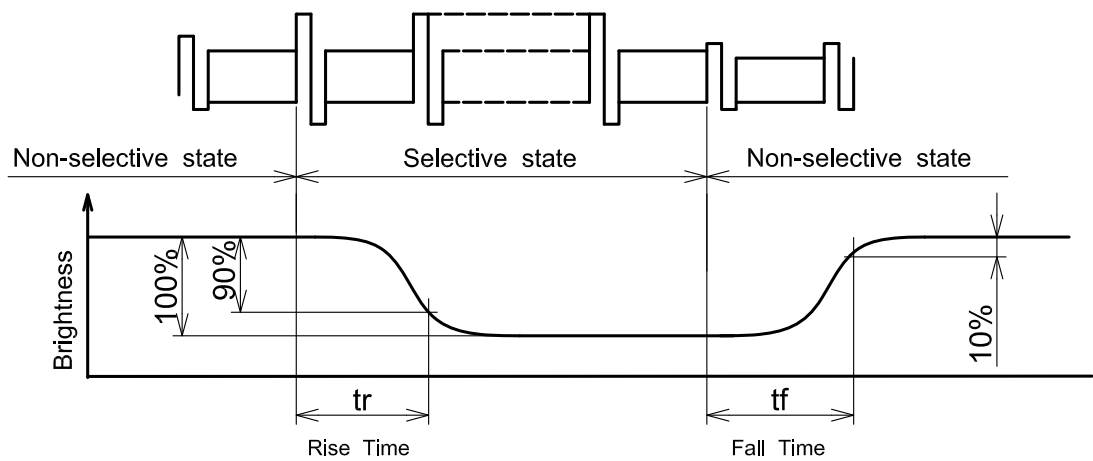 Non-selective state
Selective state
Non-selective state
Brightness
100%
90%
10%
tr
tf
Rise Time
Fall Time